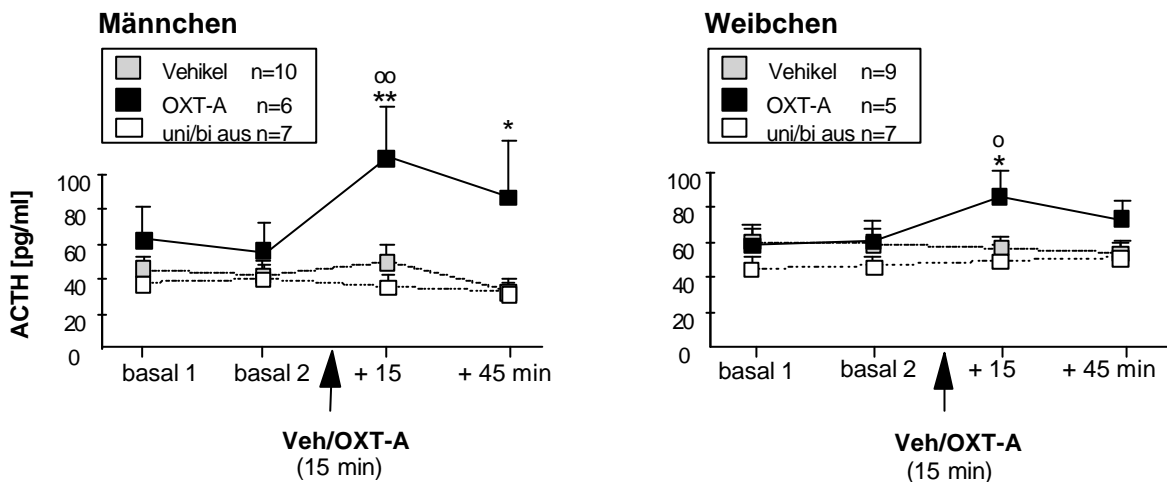 Männchen
Vehikel n=10
OXT-A n=6
uni/bi aus n=7
oo
**
*
ACTH [pg/ml]
100
80
60
40
20
0
basal 1 basal 2 + 15 + 45 min
Veh/OXT-A
(15 min)
Weibchen
Vehikel n=9
OXT-A n=5
uni/bi aus n=7
o
*
100
80
60
40
20
0
basal 1 basal 2 + 15 + 45 min
Veh/OXT-A
(15 min)